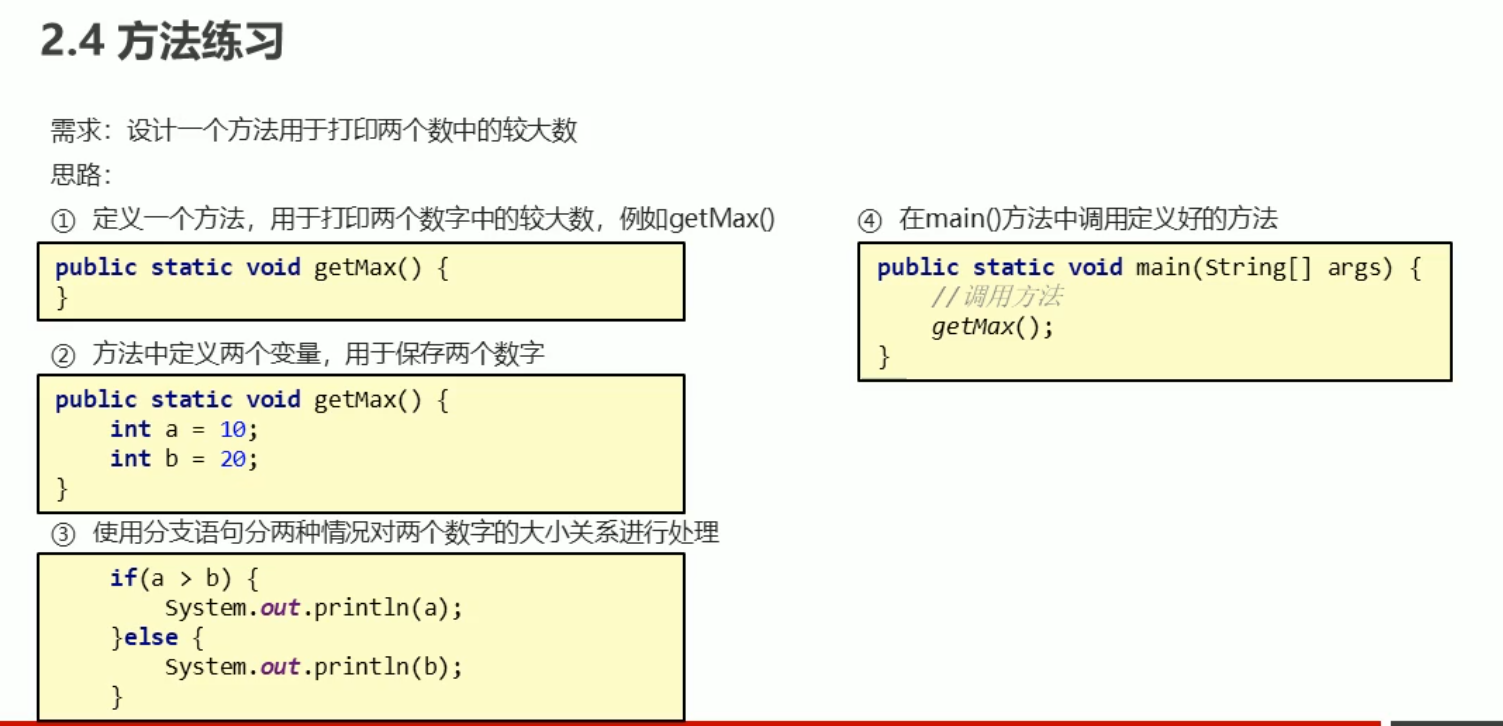 2.4 方法练习
需求：设计一个方法用于打印两个数中的较大数
思路：
① 定义一个方法，用于打印两个数字中的较大数，例如getMax()
public static void getMax() {
}
② 方法中定义两个变量，用于保存两个数字
public static void getMax() {
    int a = 10;
    int b = 20;
}
③ 使用分支语句分两种情况对两个数字的大小关系进行处理
    if(a > b) {
        System.out.println(a);
    }else {
        System.out.println(b);
    }
④ 在main()方法中调用定义好的方法
public static void main(String[] args) {
    //调用方法
    getMax();
}